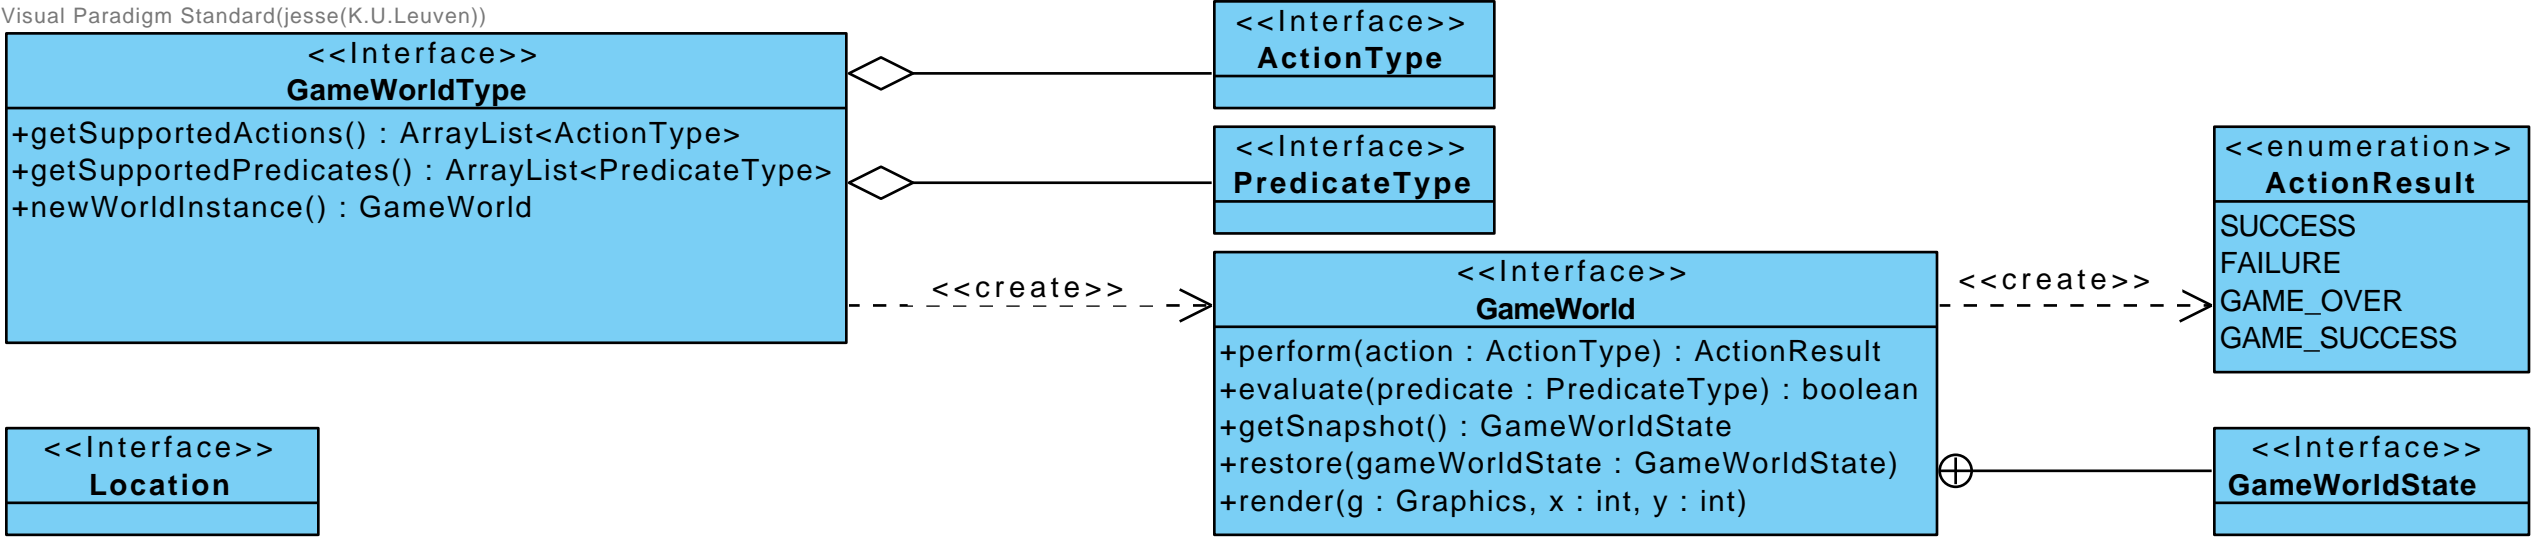 Visual Paradigm Standard(jesse(K.U.Leuven))
<<Interface>>
GameWorldType
+getSupportedActions() : ArrayList<ActionType>
+getSupportedPredicates() : ArrayList<PredicateType>
+newWorldInstance() : GameWorld
<<Interface>>
ActionType
<<Interface>>
PredicateType
<<create>>
<<Interface>>
GameWorld
+perform(action : ActionType) : ActionResult
+evaluate(predicate : PredicateType) : boolean
+getSnapshot() : GameWorldState
+restore(gameWorldState : GameWorldState)
+render(g : Graphics, x : int, y : int)
<<create>>
<<enumeration>>
ActionResult
SUCCESS
FAILURE
GAME_OVER
GAME_SUCCESS
<<Interface>>
Location
<<Interface>>
GameWorldState